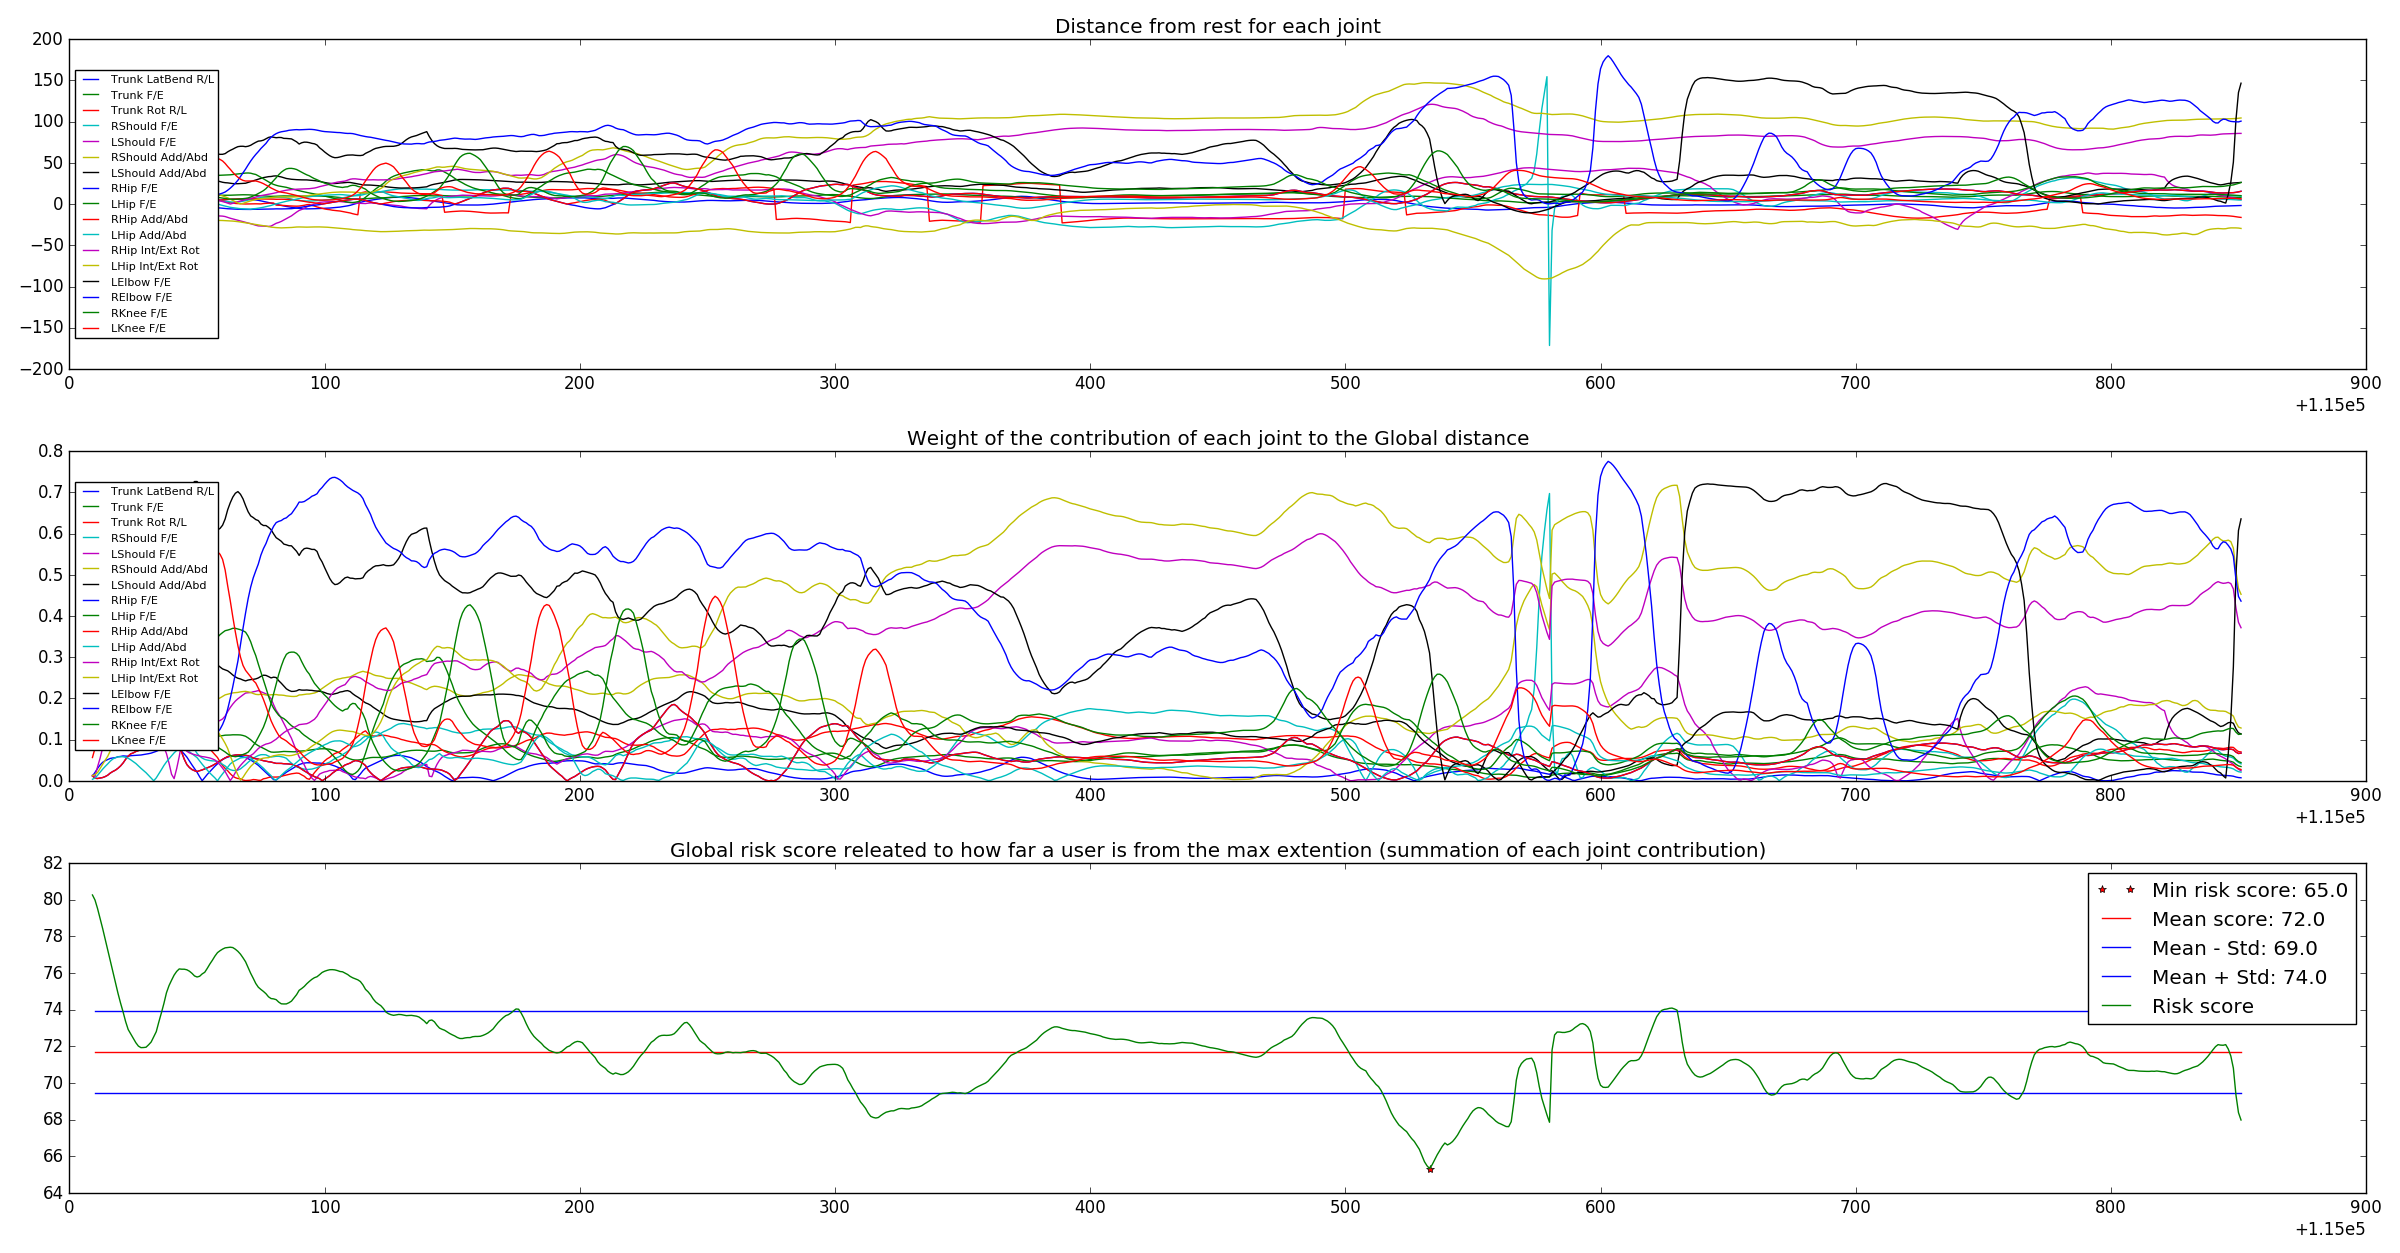 Distance from rest for each joint
200
150
100
50
0
−50
−100
−150
−200
Trunk LatBend R/L
Trunk F/E
Trunk Rot R/L
RShould F/E
LShould F/E
RShould Add/Abd
LShould Add/Abd
RHip F/E
LHip F/E
RHip Add/Abd
LHip Add/Abd
RHip Int/Ext Rot
LHip Int/Ext Rot
LElbow F/E
RElbow F/E
RKnee F/E
LKnee F/E
0 100 200 300 400 500 600 700 800 900
+1.15e5
Weight of the contribution of each joint to the Global distance
0.8
0.7
0.6
0.5
0.4
0.3
0.2
0.1
0.0
Trunk LatBend R/L
Trunk F/E
Trunk Rot R/L
RShould F/E
LShould F/E
RShould Add/Abd
LShould Add/Abd
RHip F/E
LHip F/E
RHip Add/Abd
LHip Add/Abd
RHip Int/Ext Rot
LHip Int/Ext Rot
LElbow F/E
RElbow F/E
RKnee F/E
LKnee F/E
0 100 200 300 400 500 600 700 800 900
+1.15e5
Global risk score releated to how far a user is from the max extention (summation of each joint contribution)
82
80
78
76
74
72
70
68
66
64
Min risk score: 65.0
Mean score: 72.0
Mean - Std: 69.0
Mean + Std: 74.0
Risk score
0 100 200 300 400 500 600 700 800 900
+1.15e5